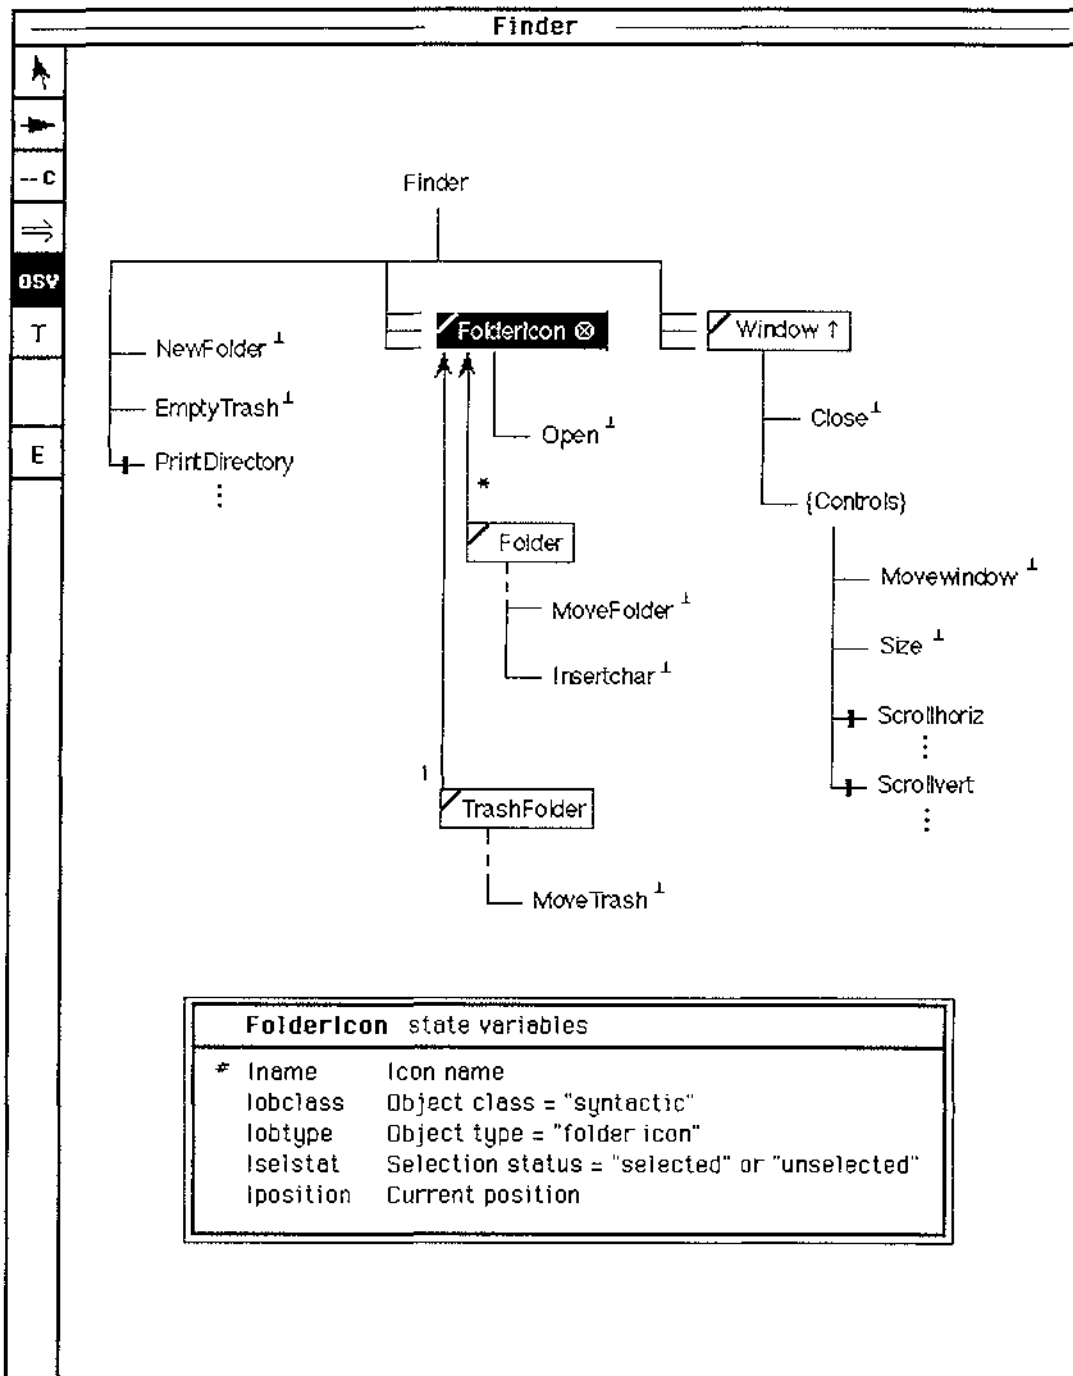 Finder
--C
⇒
OSY
ϒ
E
Finder
FolderIcon ⊗
Window ↑
NewFolder ⊥
EmptyTrash ⊥
PrintDirectory
⋮
Open ⊥
Close ⊥
*
{Controls}
Folder
MoveFolder ⊥
Insertchar ⊥
Movewindow ⊥
Size ⊥
Scrollhoriz
⋮
Scrollvert
⋮
1
TrashFolder
MoveTrash ⊥
FolderIcon state variables
# Iname Icon name
Iobclass Object class = "syntactic"
Iobtype Object type = "folder icon"
Iselstat Selection status = "selected" or "unselected"
Iposition Current position